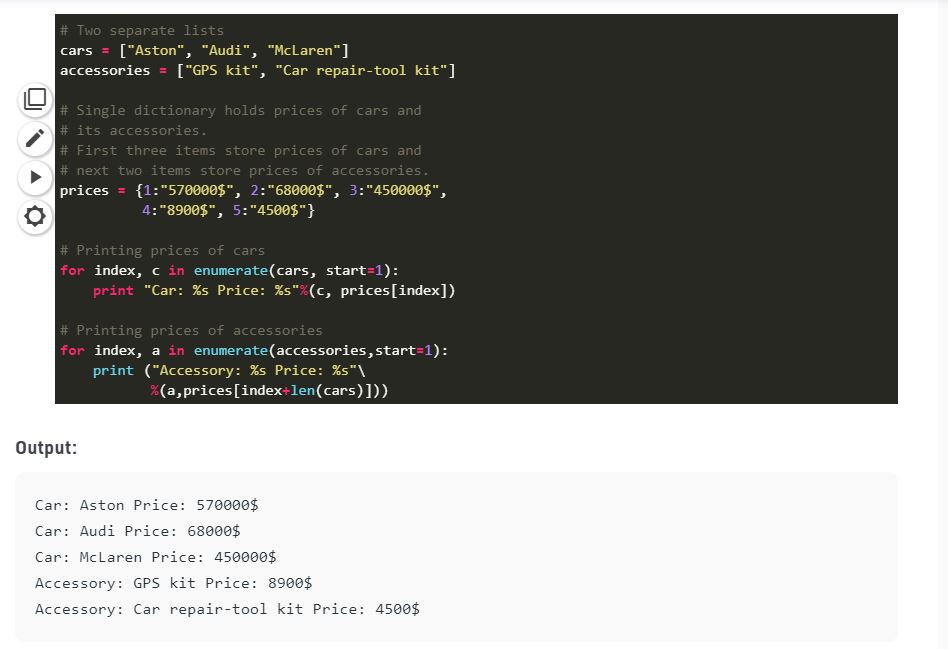 # Two separate lists
cars = ["Aston", "Audi", "McLaren"]
accessories = ["GPS kit", "Car repair-tool kit"]
# Single dictionary holds prices of cars and
# its accessories.
# First three items store prices of cars and
# next two items store prices of accessories.
prices = {1:"570000$", 2:"68000$", 3:"450000$",
4:"8900$", 5:"4500$"}
# Printing prices of cars
for index, c in enumerate(cars, start=1):
print "Car: %s Price: %s"%(c, prices[index])
# Printing prices of accessories
for index, a in enumerate(accessories,start=1):
print ("Accessory: %s Price: %s"\
%(a,prices[index+len(cars)]))
Output:
Car: Aston Price: 570000$
Car: Audi Price: 68000$
Car: McLaren Price: 450000$
Accessory: GPS kit Price: 8900$
Accessory: Car repair-tool kit Price: 4500$